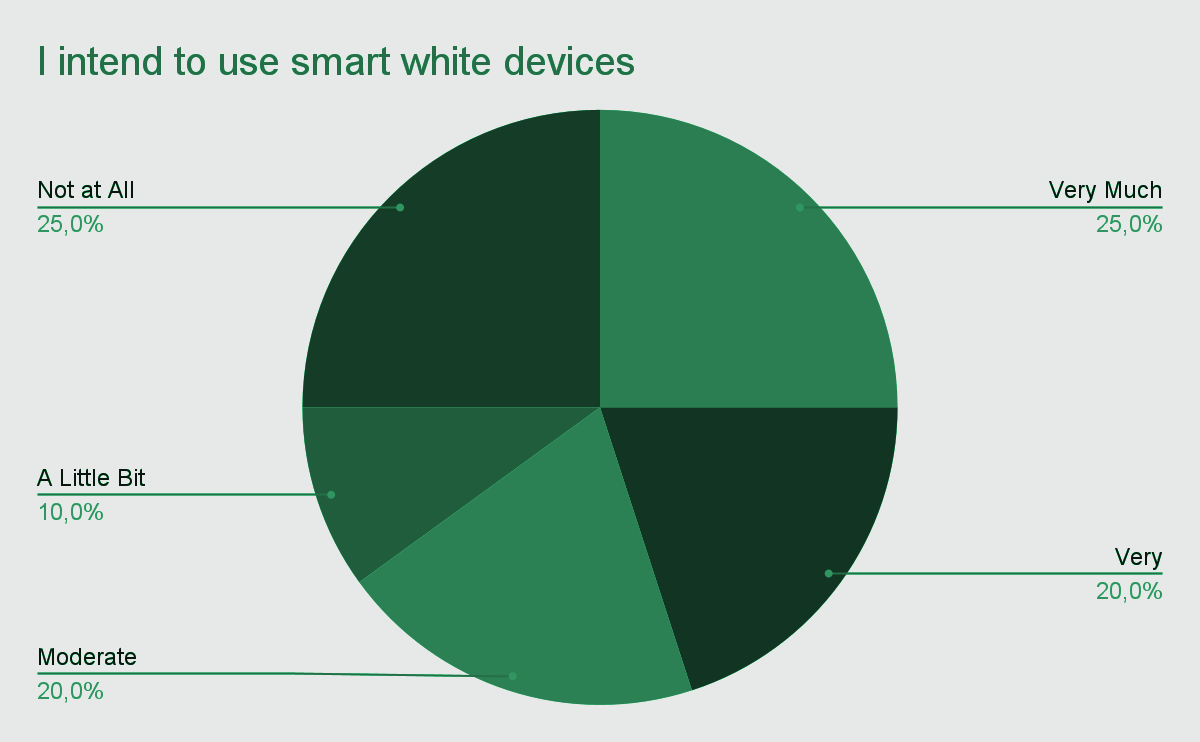 I intend to use smart white devices
Not at All
25,0%
Very Much
25,0%
A Little Bit
10,0%
Very
20,0%
Moderate
20,0%